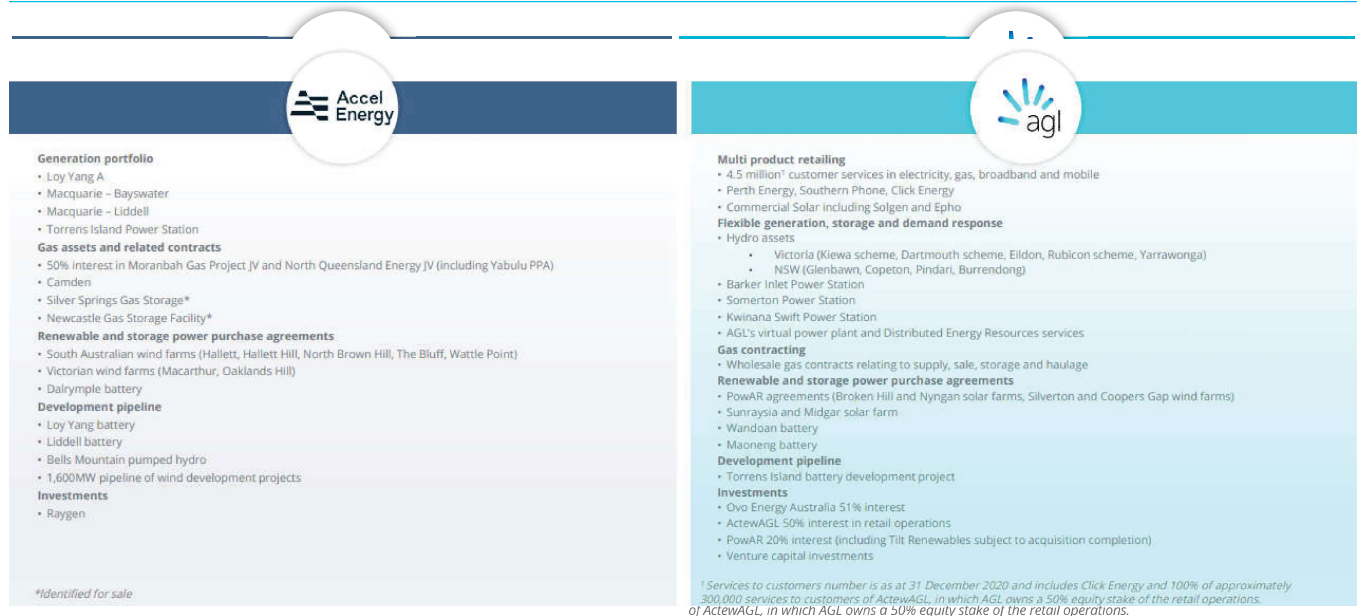 Accel
Energy
Generation portfolio
• Loy Yang A
• Macquarie – Bayswater
• Macquarie – Liddell
• Torrens Island Power Station
Gas assets and related contracts
• 50% interest in Moranbah Gas Project JV and North Queensland Energy JV (including Yabulu PPA)
• Camden
• Silver Springs Gas Storage*
• Newcastle Gas Storage Facility*
Renewable and storage power purchase agreements
• South Australian wind farms (Hallett, Hallett Hill, North Brown Hill, The Bluff, Wattle Point)
• Victorian wind farms (Macarthur, Oaklands Hill)
• Dalrymple battery
Development pipeline
• Loy Yang battery
• Liddell battery
• Bells Mountain pumped hydro
• 1,600MW pipeline of wind development projects
Investments
• Raygen
*Identified for sale
agl
Multi product retailing
• 4.5 million¹ customer services in electricity, gas, broadband and mobile
• Perth Energy, Southern Phone, Click Energy
• Commercial Solar including Solgen and Epho
Flexible generation, storage and demand response
• Hydro assets
• Victoria (Kiewa scheme, Dartmouth scheme, Eildon, Rubicon scheme, Yarrawonga)
• NSW (Glenbawn, Copeton, Pindari, Burrendong)
• Barker Inlet Power Station
• Somerton Power Station
• Kwinana Swift Power Station
• AGL's virtual power plant and Distributed Energy Resources services
Gas contracting
• Wholesale gas contracts relating to supply, sale, storage and haulage
Renewable and storage power purchase agreements
• PowAR agreements (Broken Hill and Nyngan solar farms, Silverton and Coopers Gap wind farms)
• Sunraysia and Midgar solar farm
• Wandoan battery
• Maoneng battery
Development pipeline
• Torrens Island battery development project
Investments
• Ovo Energy Australia 51% interest
• ActewAGL 50% interest in retail operations
• PowAR 20% interest (including Tilt Renewables subject to acquisition completion)
• Venture capital investments
¹ Services to customers number is as at 31 December 2020 and includes Click Energy and 100% of approximately
300,000 services to customers of ActewAGL, in which AGL owns a 50% equity stake of the retail operations.
of ActewAGL, in which AGL owns a 50% equity stake of the retail operations.